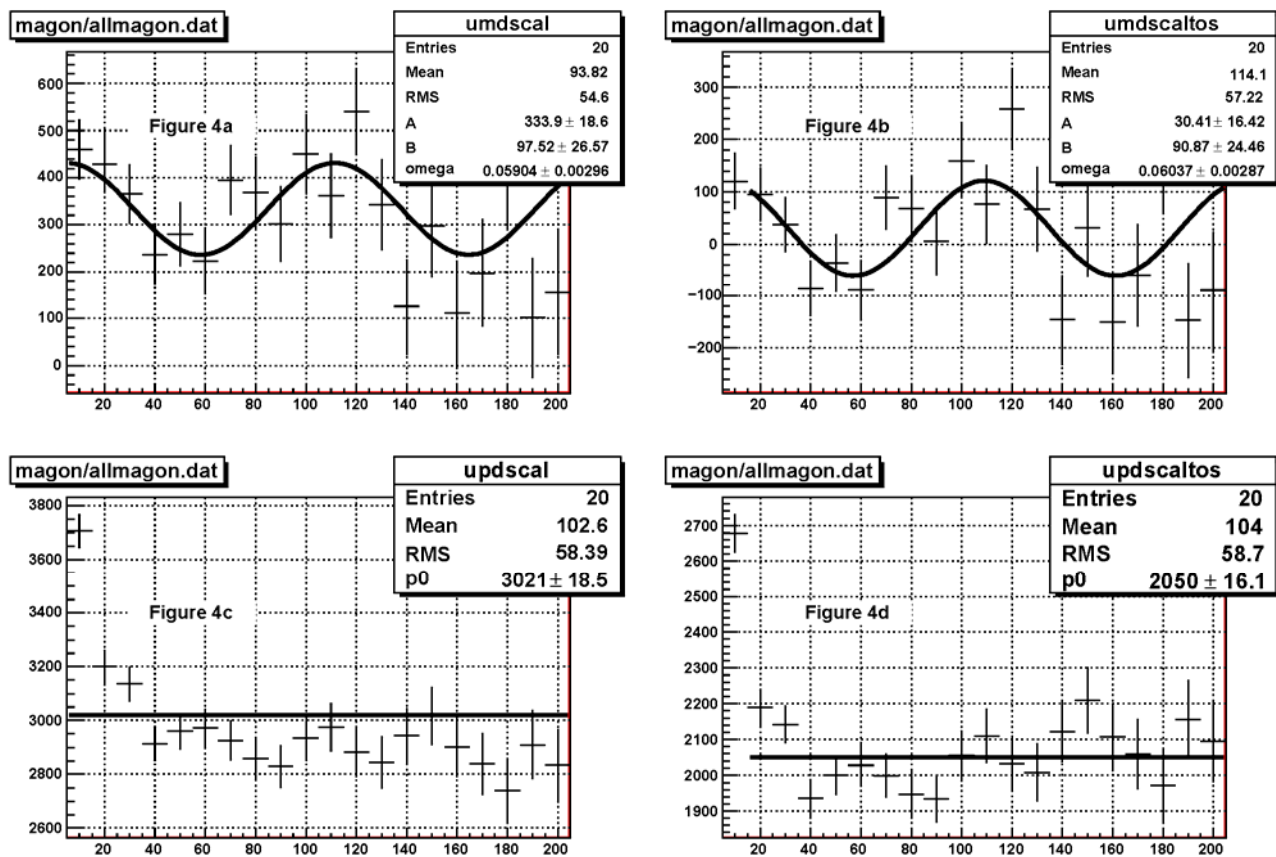 magon/allmagon.dat
umdscal
Entries 20
Mean 93.82
RMS 54.6
A 333.9 ± 18.6
B 97.52 ± 26.57
omega 0.05904 ± 0.00296
Figure 4a
600
500
400
300
200
100
0
20 40 60 80 100 120 140 160 180 200
magon/allmagon.dat
umdscaltos
Entries 20
Mean 114.1
RMS 57.22
A 30.41 ± 16.42
B 90.87 ± 24.46
omega 0.06037 ± 0.00287
Figure 4b
300
200
100
0
−100
−200
20 40 60 80 100 120 140 160 180 200
magon/allmagon.dat
updscal
Entries 20
Mean 102.6
RMS 58.39
p0 3021 ± 18.5
Figure 4c
3800
3600
3400
3200
3000
2800
2600
20 40 60 80 100 120 140 160 180 200
magon/allmagon.dat
updscaltos
Entries 20
Mean 104
RMS 58.7
p0 2050 ± 16.1
Figure 4d
2700
2600
2500
2400
2300
2200
2100
2000
1900
20 40 60 80 100 120 140 160 180 200